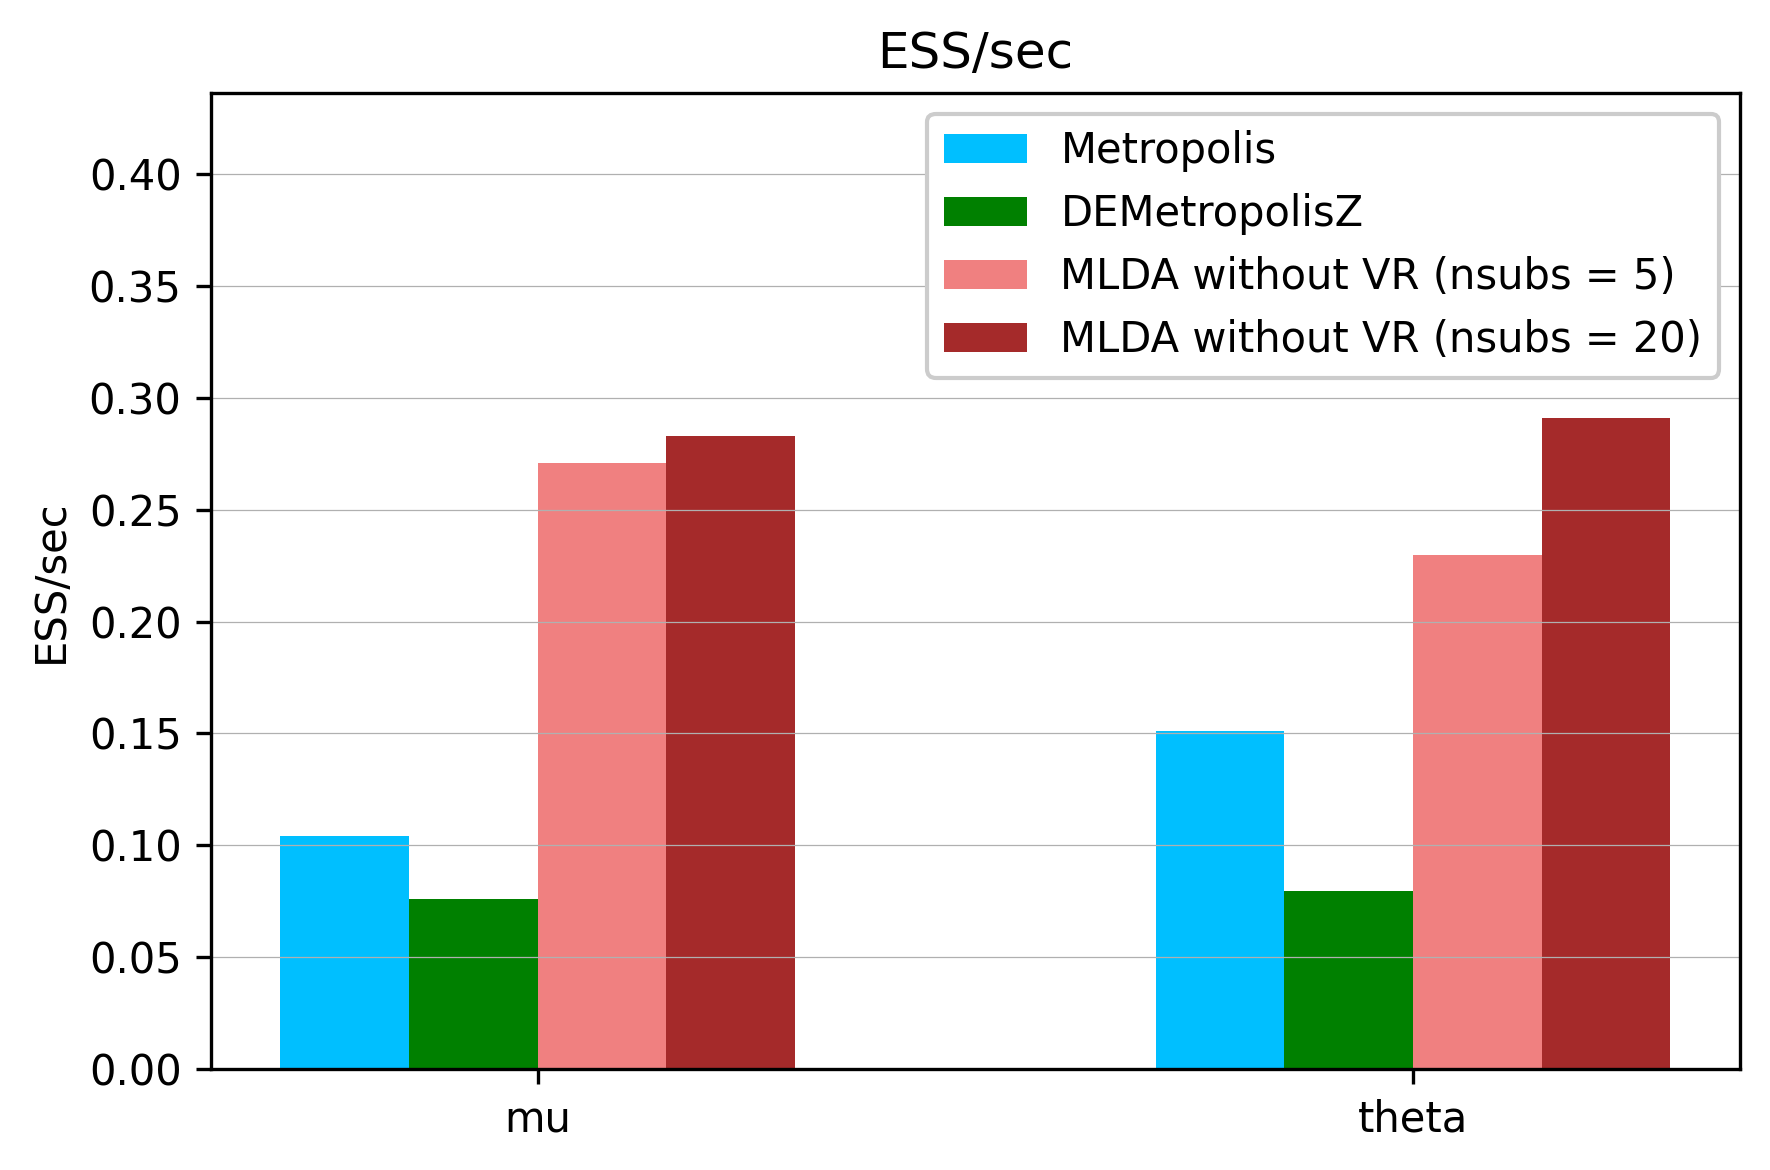 ESS/sec
Metropolis
DEMetropolisZ
MLDA without VR (nsubs = 5)
MLDA without VR (nsubs = 20)
ESS/sec
0.40
0.35
0.30
0.25
0.20
0.15
0.10
0.05
0.00
mu
theta